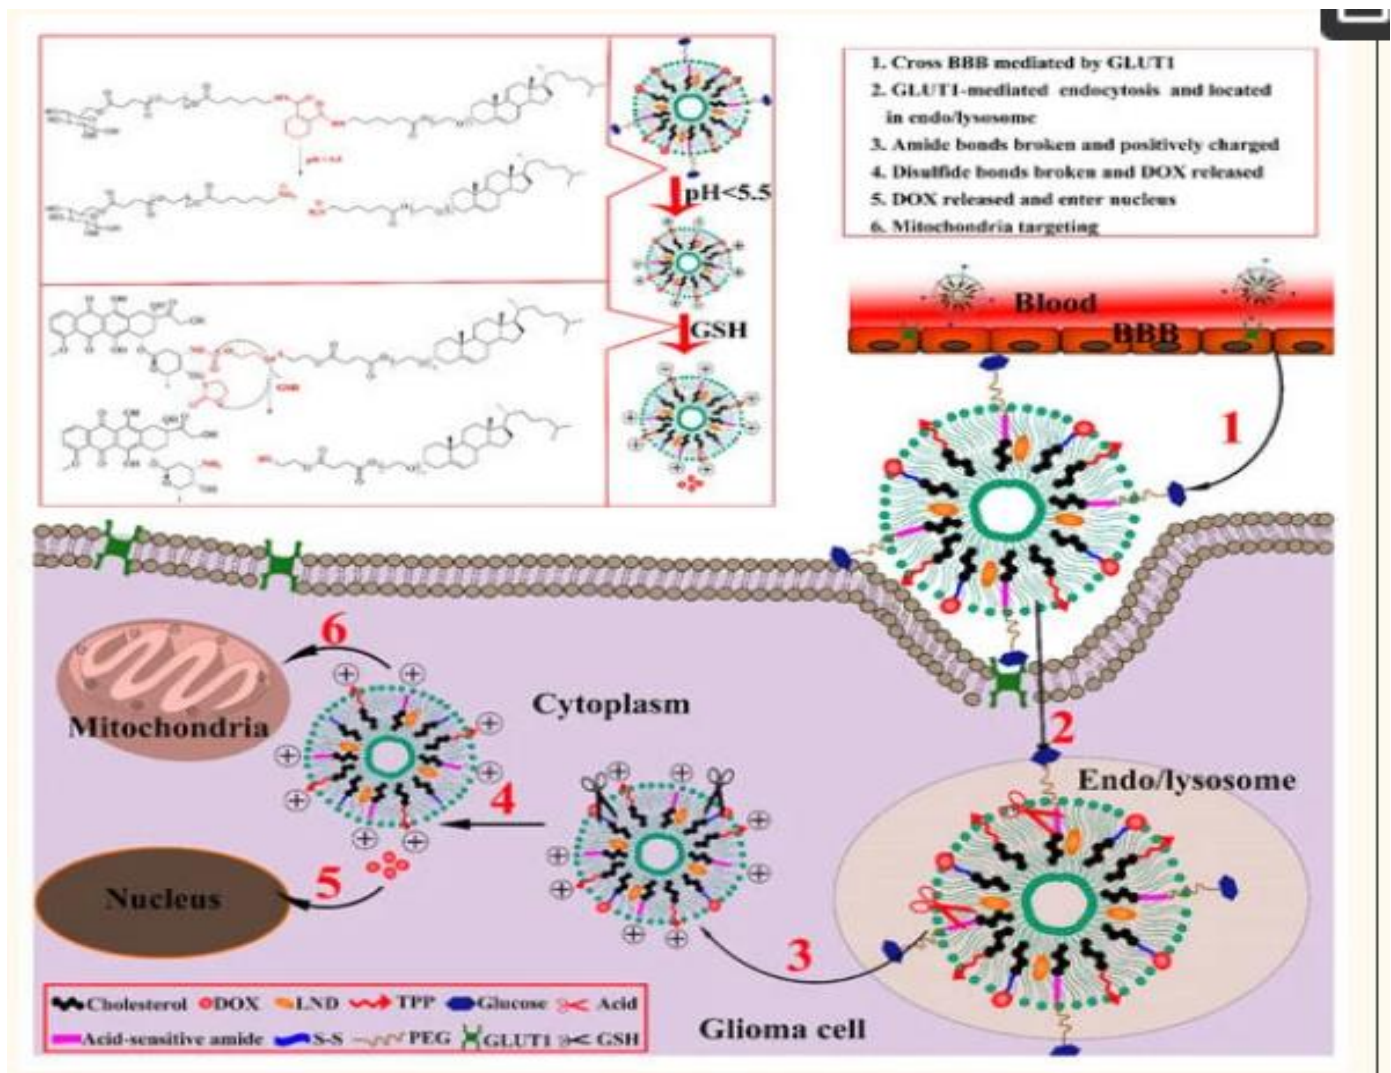 1. Cross BBB mediated by GLUT1
2. GLUT1-mediated endocytosis and located
in endo/lysosome
3. Amide bonds broken and positively charged
4. Disulfide bonds broken and DOX released
5. DOX released and enter nucleus
6. Mitochondria targeting
pH<5.5
GSH
Blood
BBB
1
2
Endo/lysosome
3
4
5
6
Cytoplasm
Mitochondria
Nucleus
Glioma cell
Cholesterol DOX LND TPP Glucose Acid
Acid-sensitive amide S-S PEG GLUT1 GSH